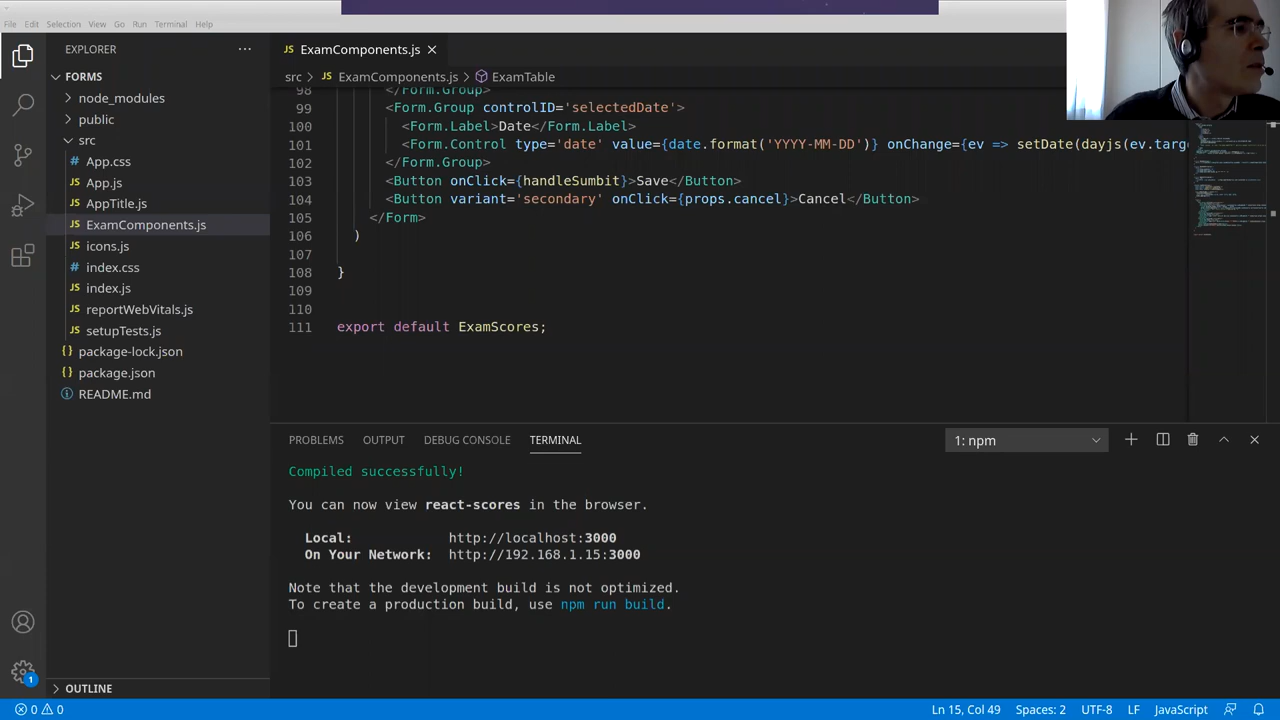 File Edit Selection View Go Run Terminal Help
EXPLORER
FORMS
node_modules
public
src
App.css
App.js
AppTitle.js
ExamComponents.js
icons.js
index.css
index.js
reportWebVitals.js
setupTests.js
package-lock.json
package.json
README.md
OUTLINE
ExamComponents.js
src > ExamComponents.js > ExamTable
98 </Form.Group>
99 <Form.Group controlID='selectedDate'>
100 <Form.Label>Date</Form.Label>
101 <Form.Control type='date' value={date.format('YYYY-MM-DD')} onChange={ev => setDate(dayjs(ev.targe
102 </Form.Group>
103 <Button onClick={handleSumbit}>Save</Button>
104 <Button variant='secondary' onClick={props.cancel}>Cancel</Button>
105 </Form>
106 )
107
108 }
109
110
111 export default ExamScores;
PROBLEMS OUTPUT DEBUG CONSOLE TERMINAL 1: npm
Compiled successfully!
You can now view react-scores in the browser.
Local: http://localhost:3000
On Your Network: http://192.168.1.15:3000
Note that the development build is not optimized.
To create a production build, use npm run build.
1
0 0 Ln 15, Col 49 Spaces: 2 UTF-8 LF JavaScript